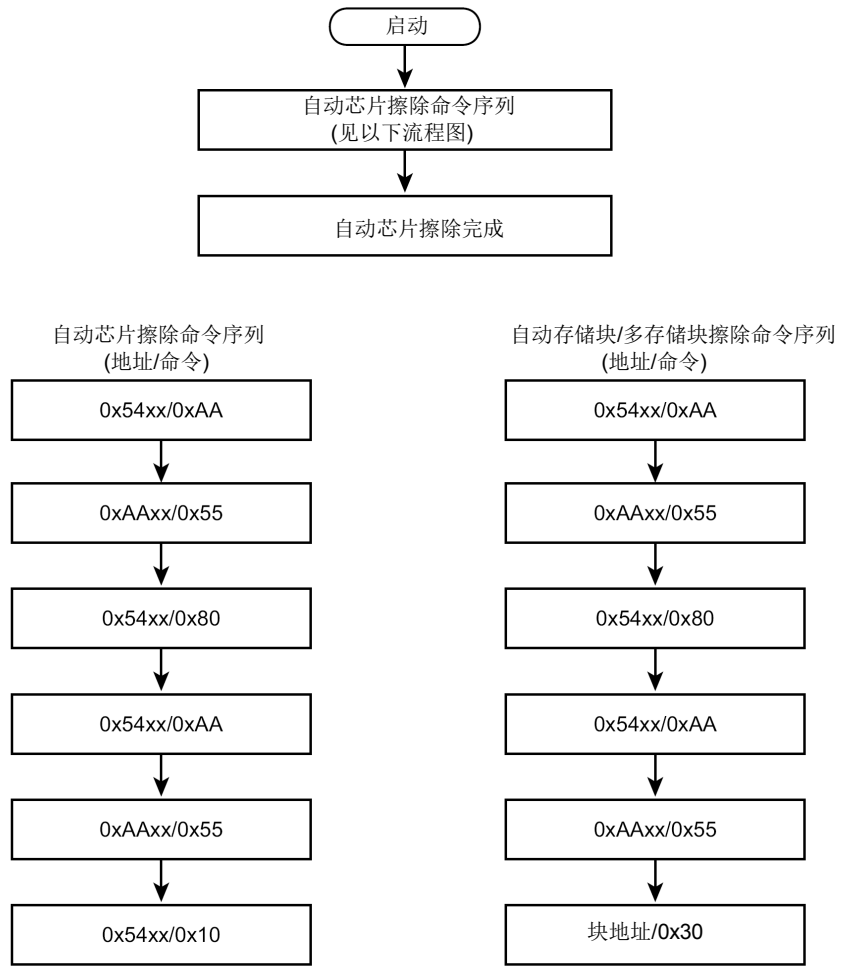 启动
自动芯片擦除命令序列
(见以下流程图)
自动芯片擦除完成
自动芯片擦除命令序列
(地址/命令)
0x54xx/0xAA
0xAAxx/0x55
0x54xx/0x80
0x54xx/0xAA
0xAAxx/0x55
0x54xx/0x10
自动存储块/多存储块擦除命令序列
(地址/命令)
0x54xx/0xAA
0xAAxx/0x55
0x54xx/0x80
0x54xx/0xAA
0xAAxx/0x55
块地址/0x30